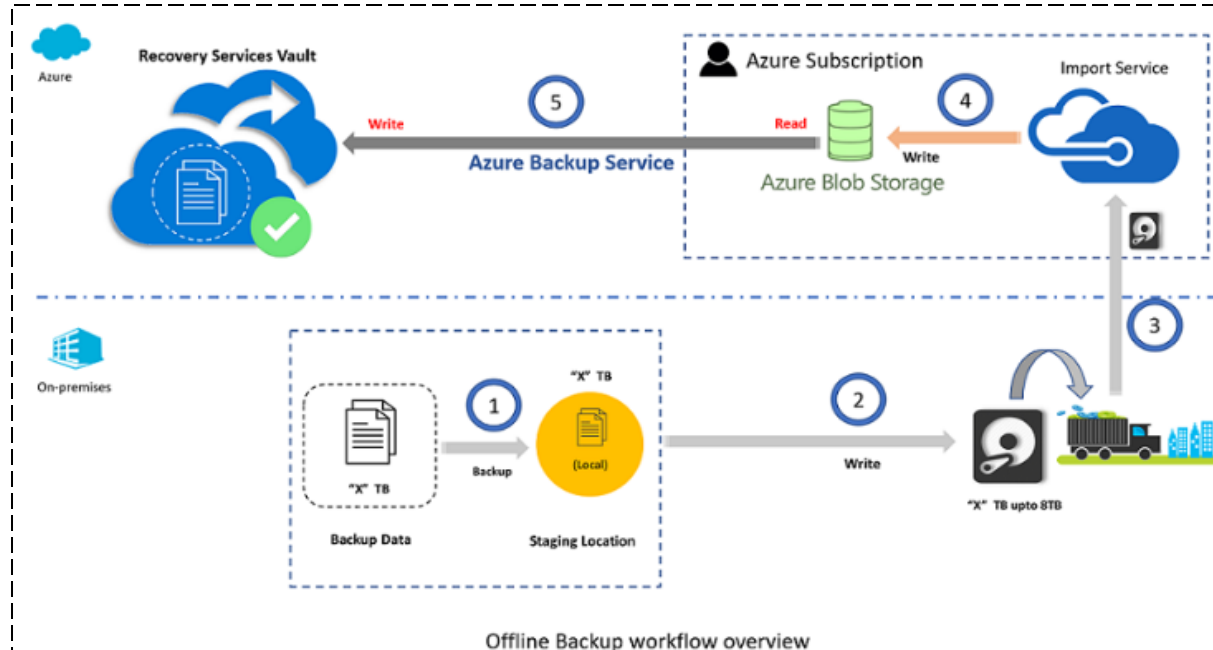 Azure
Recovery Services Vault
5
Write
Read
Azure Backup Service
Azure Subscription
Import Service
4
Write
Azure Blob Storage
On-premises
"X" TB
Backup Data
1
Backup
"X" TB
(Local)
Staging Location
2
Write
3
"X" TB upto 8TB
Offline Backup workflow overview